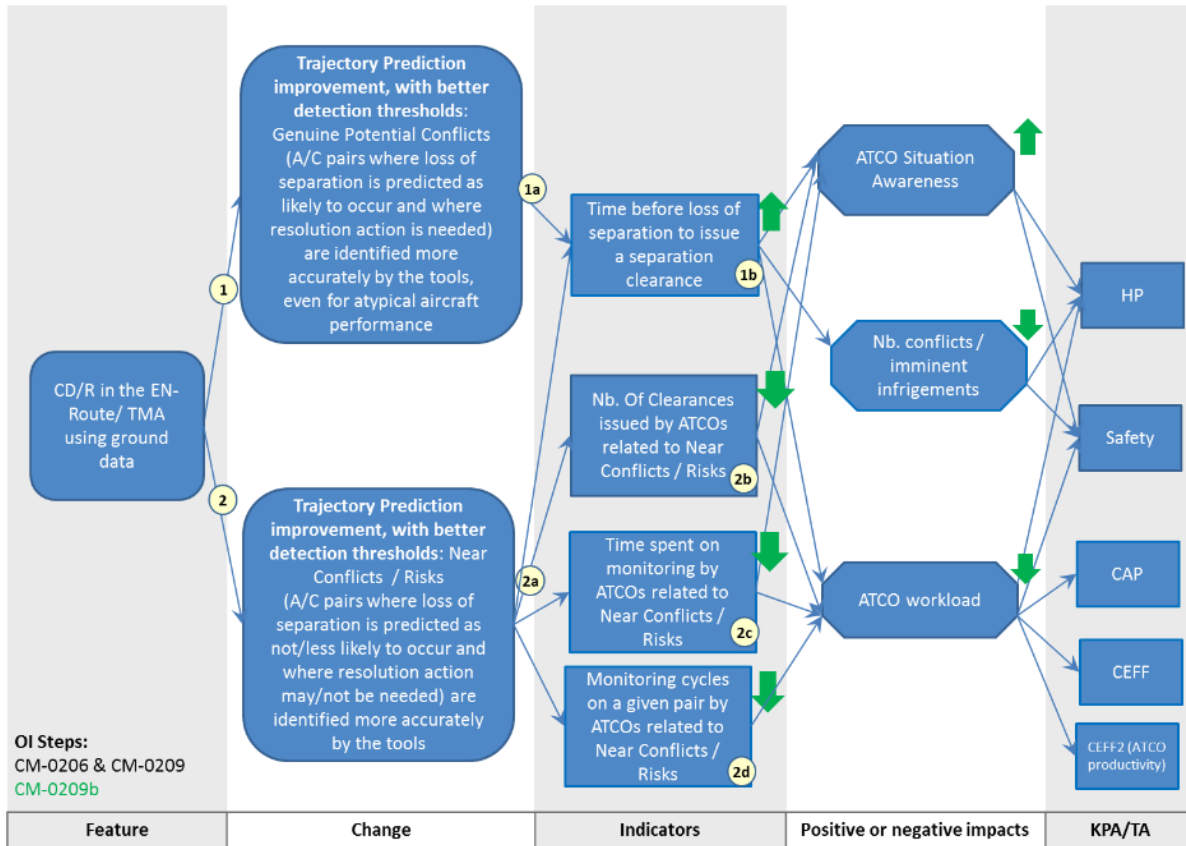 CD/R in the EN-
Route/ TMA
using ground
data
1
2
Trajectory Prediction
improvement, with better
detection thresholds:
Genuine Potential Conflicts
(A/C pairs where loss of
separation is predicted as
likely to occur and where
resolution action is needed)
are identified more
accurately by the tools,
even for atypical aircraft
performance
1a
Trajectory Prediction
improvement, with better
detection thresholds: Near
Conflicts / Risks
(A/C pairs where loss of
separation is predicted as
not/less likely to occur and
where resolution action
may/not be needed) are
identified more accurately
by the tools
2a
Time before loss of
separation to issue
a separation
clearance
1b
Nb. Of Clearances
issued by ATCOs
related to Near
Conflicts / Risks
2b
Time spent on
monitoring by
ATCOs related to
Near Conflicts /
Risks
2c
Monitoring cycles
on a given pair by
ATCOs related to
Near Conflicts /
Risks
2d
ATCO Situation
Awareness
Nb. conflicts /
imminent
infrigements
ATCO workload
HP
Safety
CAP
CEFF
CEFF2 (ATCO
productivity)
OI Steps:
CM-0206 & CM-0209
CM-0209b
Feature
Change
Indicators
Positive or negative impacts
KPA/TA